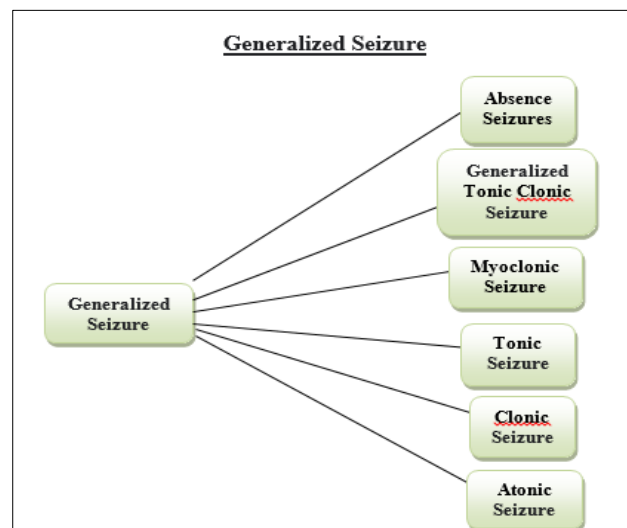 Generalized Seizure
Absence
Seizures
Generalized
Tonic Clonic
Seizure
Myoclonic
Seizure
Generalized
Seizure
Tonic
Seizure
Clonic
Seizure
Atonic
Seizure